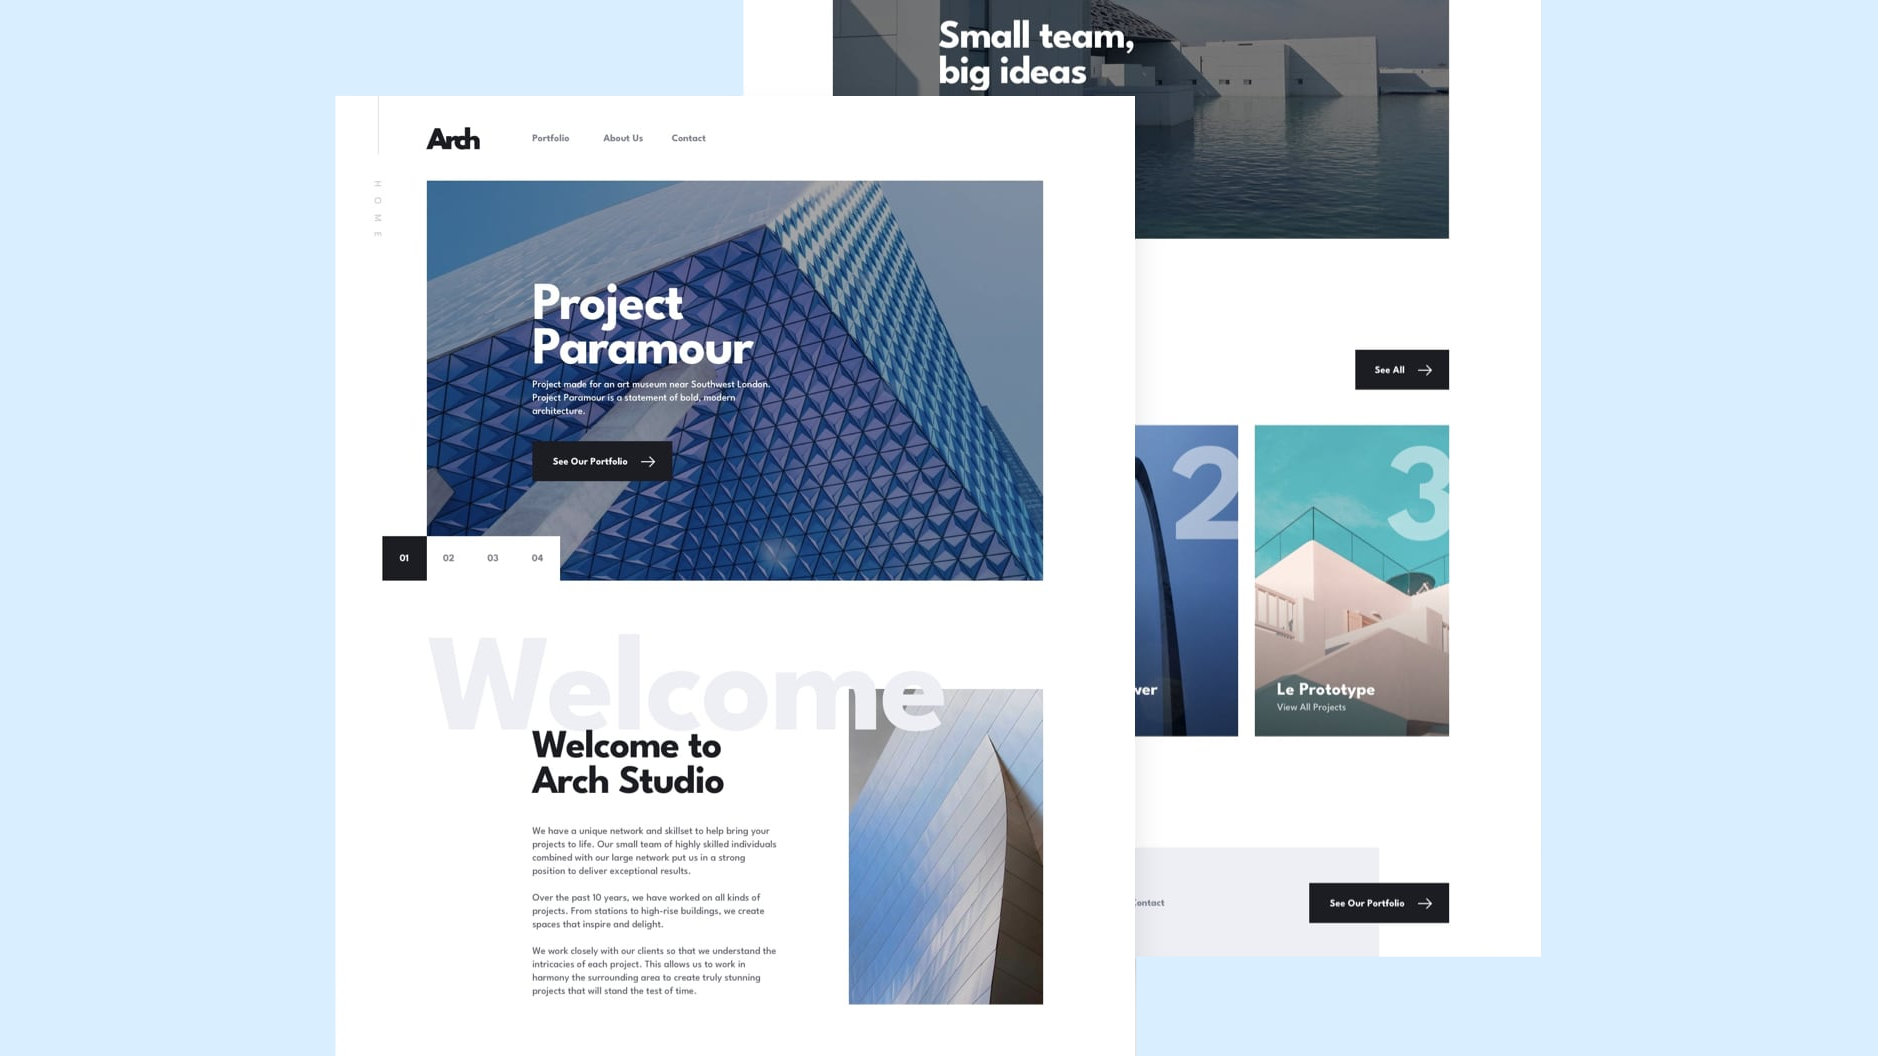 Small team,
big ideas
Arch
Portfolio
About Us
Contact
HOME
Project
Paramour
Project made for an art museum near Southwest London.
Project Paramour is a statement of bold, modern
architecture.
See Our Portfolio
01
02
03
04
Welcome
Welcome to
Arch Studio
We have a unique network and skillset to help bring your
projects to life. Our small team of highly skilled individuals
combined with our large network put us in a strong
position to deliver exceptional results.
Over the past 10 years, we have worked on all kinds of
projects. From stations to high-rise buildings, we create
spaces that inspire and delight.
We work closely with our clients so that we understand the
intricacies of each project. This allows us to work in
harmony the surrounding area to create truly stunning
projects that will stand the test of time.
See All
2
wer
3
Le Prototype
View All Projects
Contact
See Our Portfolio